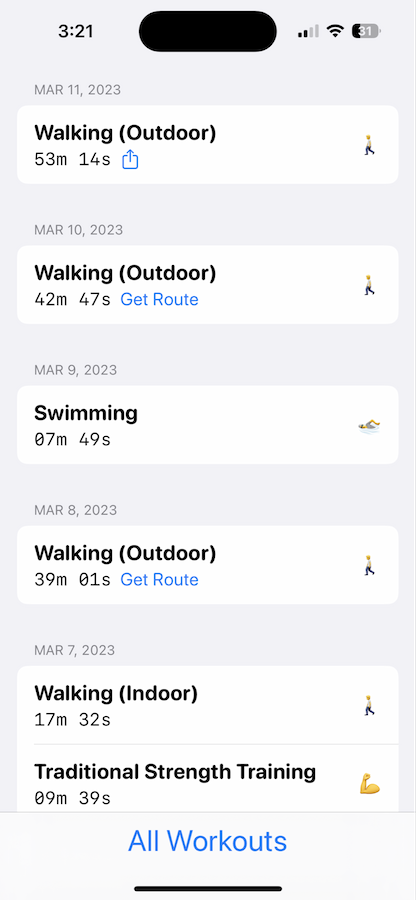 3:21
31
MAR 11, 2023
Walking (Outdoor)
53m 14s
MAR 10, 2023
Walking (Outdoor)
42m 47s Get Route
MAR 9, 2023
Swimming
07m 49s
MAR 8, 2023
Walking (Outdoor)
39m 01s Get Route
MAR 7, 2023
Walking (Indoor)
17m 32s
Traditional Strength Training
09m 39s
All Workouts